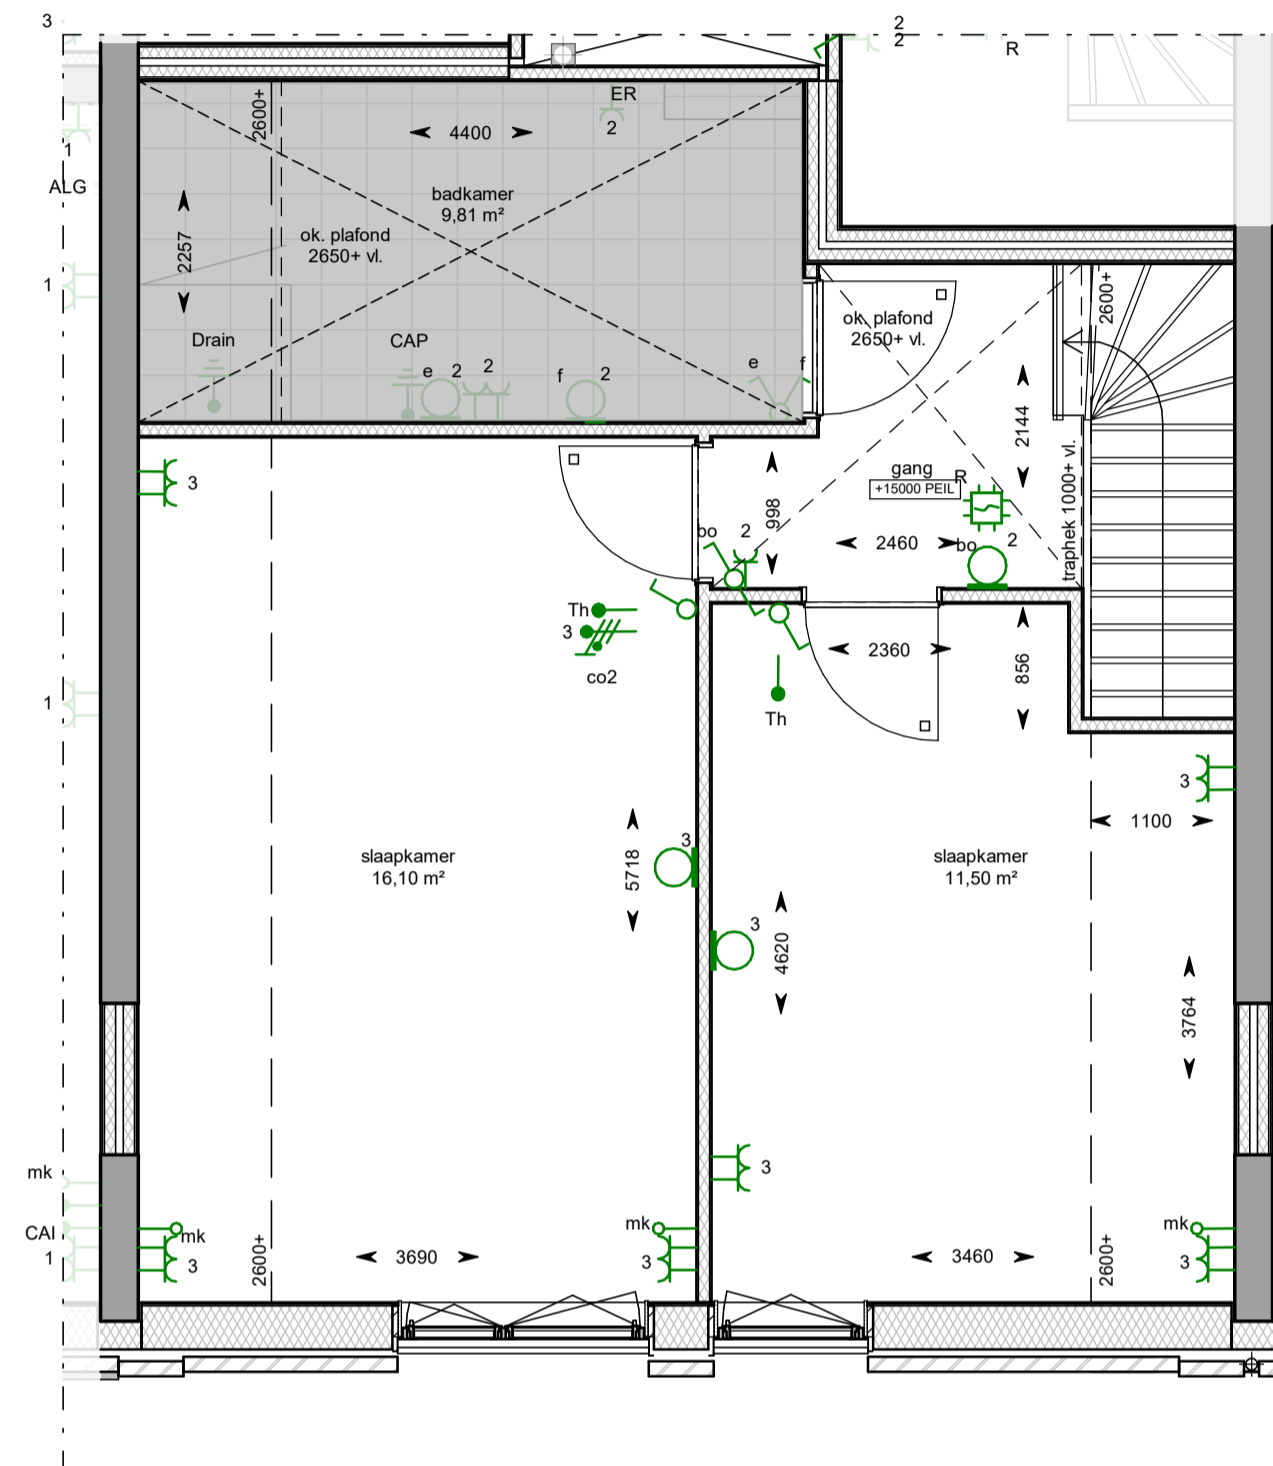 3
2
2
R
2600+
ER
2
4400
1
ALG
badkamer
9,81 m²
2257
ok. plafond
2650+ vl.
1
2600+
ok. plafond
2650+ vl.
Drain
CAP
e
2
2
f
2
e
f
2144
traphek 1000+ vl.
gang
R
+15000 PEIL
3
998
bo
2
2460
bo
2
Th
3
co2
2360
856
1
Th
3
1100
3
5718
slaapkamer
16,10 m²
slaapkamer
11,50 m²
3
4620
3764
3
mk
CAI
1
mk
3
2600+
3690
mk
3
3460
2600+
mk
3